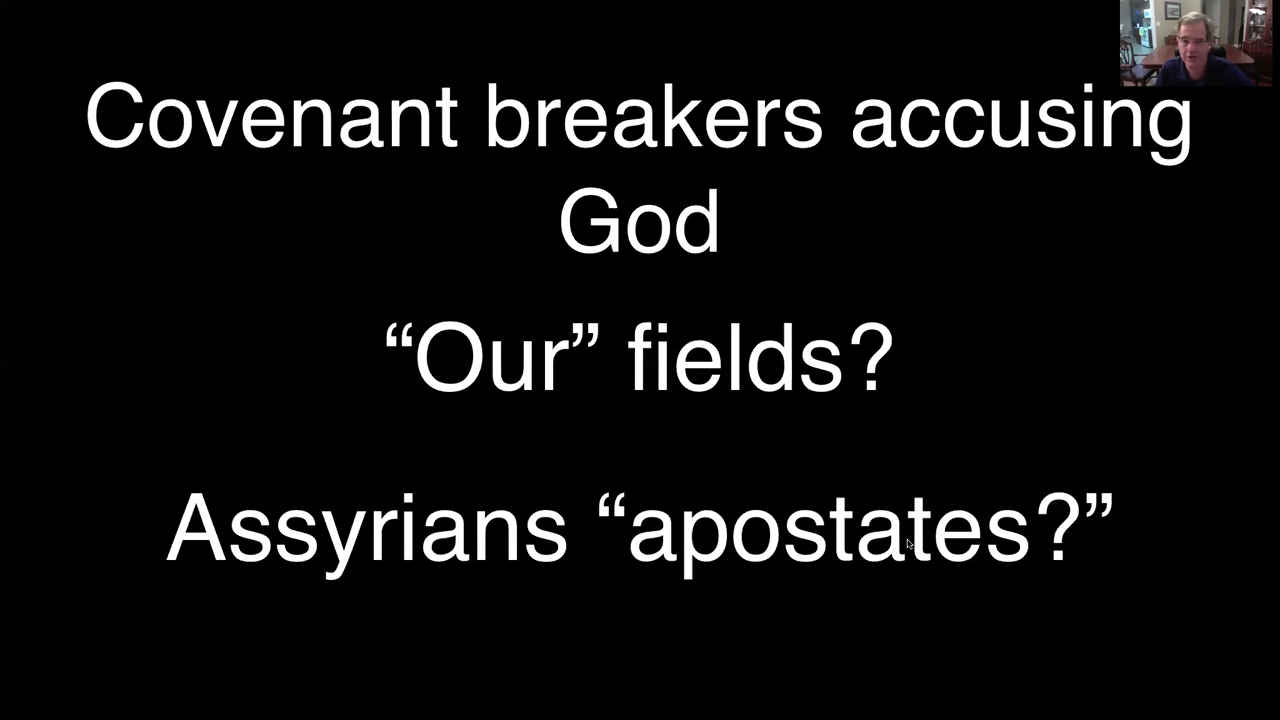 Covenant breakers accusing
God
“Our” fields?
Assyrians “apostates?”